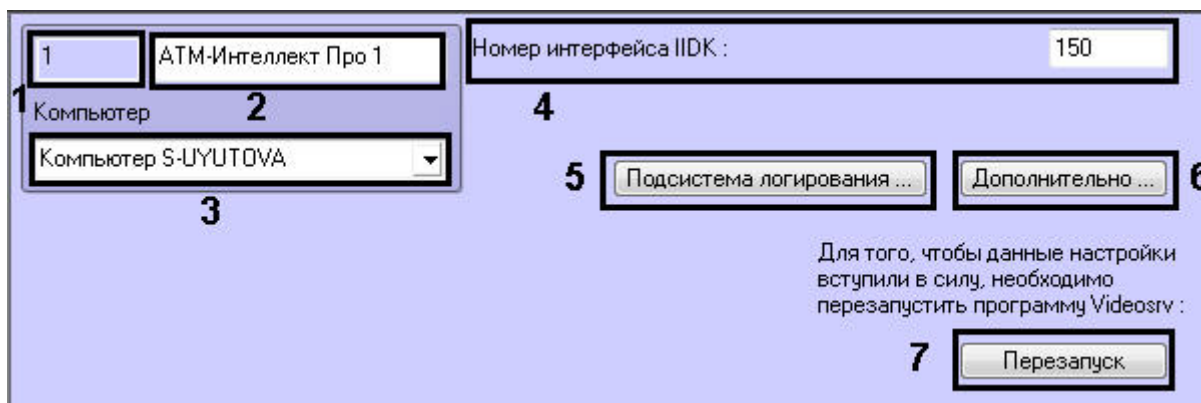 1 АТМ-Интеллект Про 1
Номер интерфейса IIDK : 150
1 2 4
Компьютер
Компьютер S-UYUTOVA
3
5 Подсистема логирования ... Дополнительно ... 6
Для того, чтобы данные настройки
вступили в силу, необходимо
перезапустить программу Videosrv :
7 Перезапуск